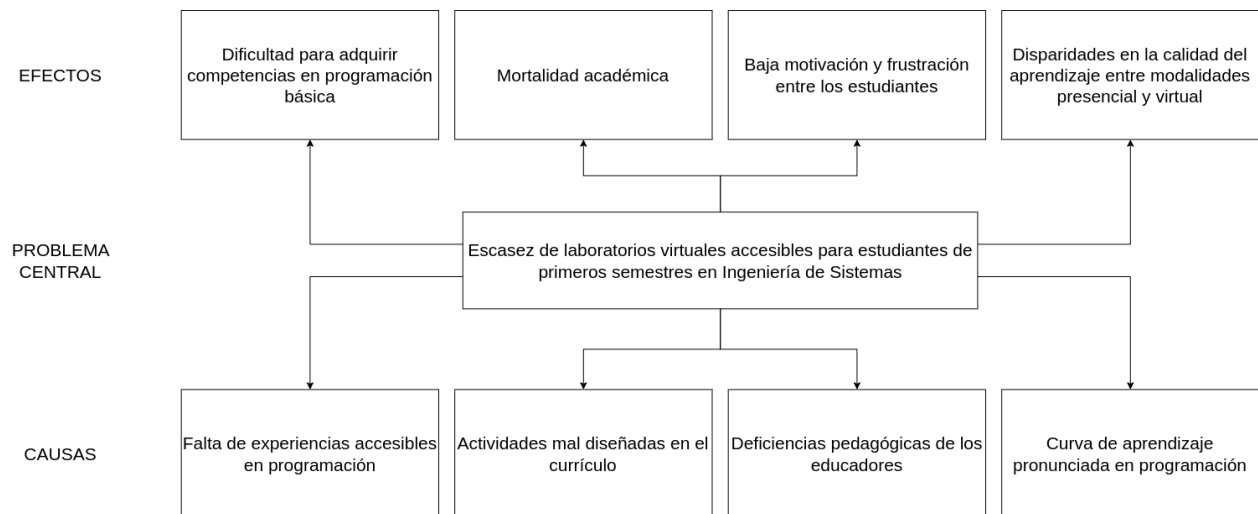 EFECTOS
Dificultad para adquirir
competencias en programación
básica
Mortalidad académica
Baja motivación y frustración
entre los estudiantes
Disparidades en la calidad del
aprendizaje entre modalidades
presencial y virtual
PROBLEMA
CENTRAL
Escasez de laboratorios virtuales accesibles para estudiantes de
primeros semestres en Ingeniería de Sistemas
CAUSAS
Falta de experiencias accesibles
en programación
Actividades mal diseñadas en el
currículo
Deficiencias pedagógicas de los
educadores
Curva de aprendizaje
pronunciada en programación